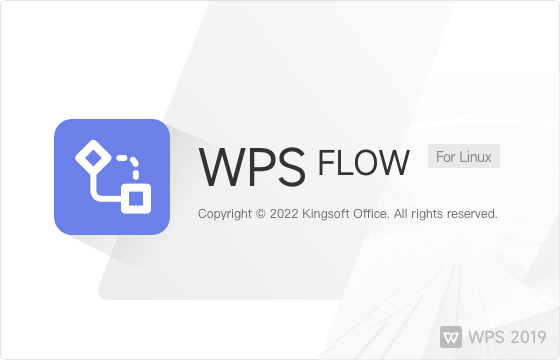 WPS FLOW For Linux
Copyright © 2022 Kingsoft Office. All rights reserved.
WPS 2019